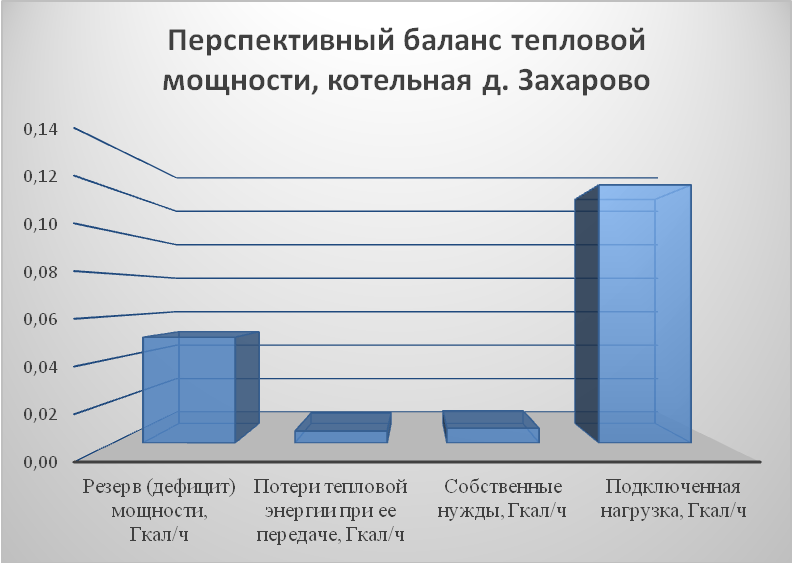 Перспективный баланс тепловой
мощности, котельная д. Захарово
0,14
0,12
0,10
0,08
0,06
0,04
0,02
0,00
Резерв (дефицит)
мощности,
Гкал/ч
Потери тепловой
энергии при ее
передаче, Гкал/ч
Собственные
нужды, Гкал/ч
Подключенная
нагрузка, Гкал/ч